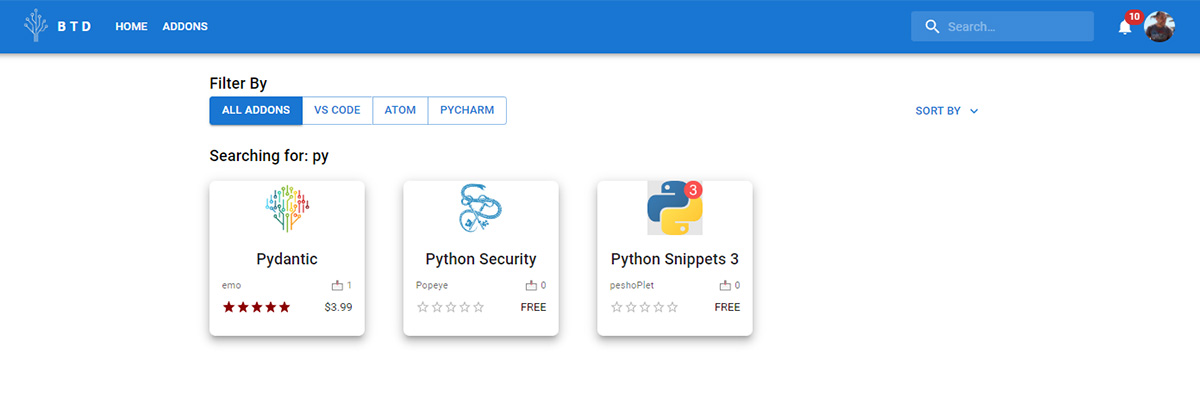 BTD HOME ADDONS Search... 10
Filter By
ALL ADDONS VS CODE ATOM PYCHARM SORT BY
Searching for: py
3
Pydantic Python Security Python Snippets 3
emo 1 Popeye 0 peshoPlet 0
$3.99 FREE FREE